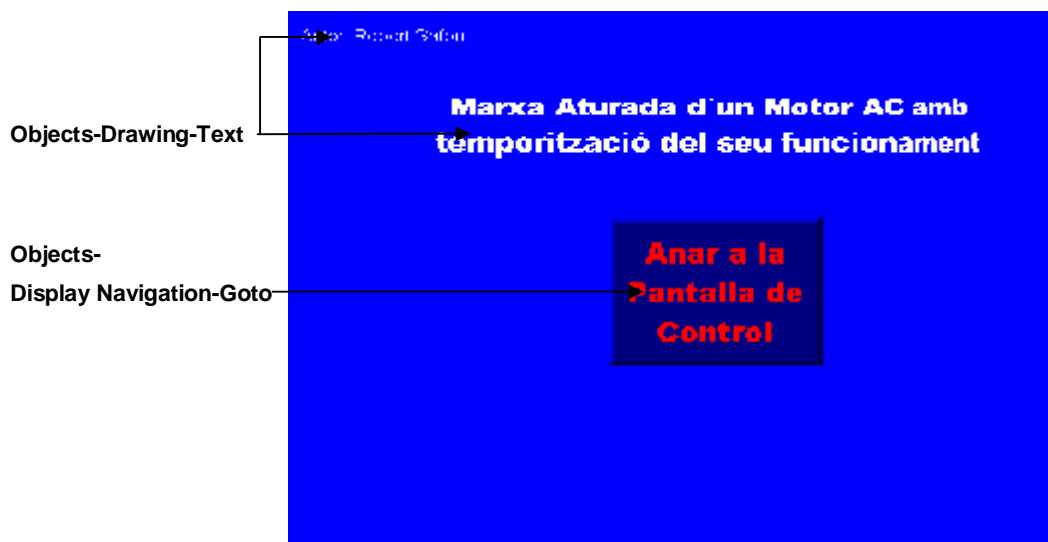 Robert
Objects-Drawing-Text
Marxa Aturada d'un Motor AC amb
temporització del seu funcionament
Objects-
Display Navigation-Goto
Anar a la
Pantalla de
Control